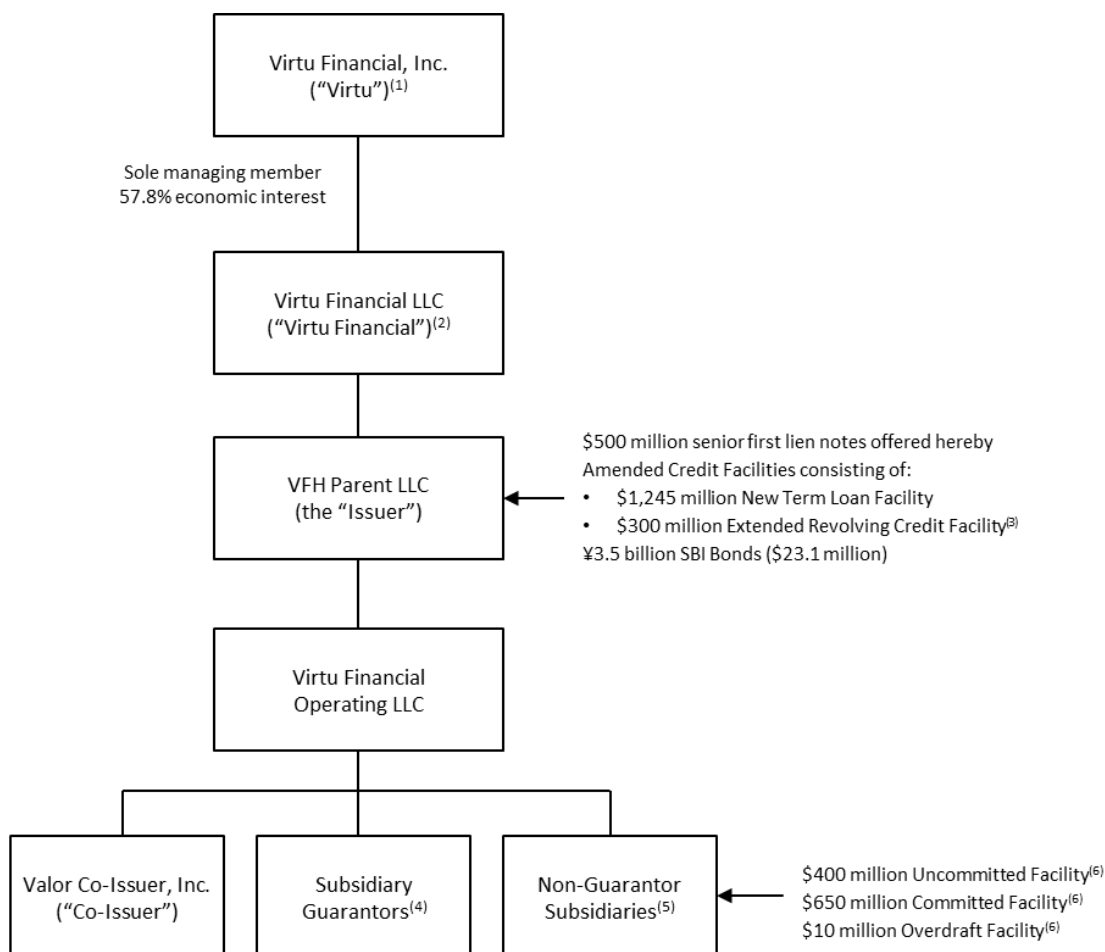 Virtu Financial, Inc.
(“Virtu”)(1)
Sole managing member
57.8% economic interest
Virtu Financial LLC
(“Virtu Financial”)(2)
VFH Parent LLC
(the “Issuer”)
$500 million senior first lien notes offered hereby
Amended Credit Facilities consisting of:
• $1,245 million New Term Loan Facility
• $300 million Extended Revolving Credit Facility(3)
¥3.5 billion SBI Bonds ($23.1 million)
Virtu Financial
Operating LLC
Valor Co-Issuer, Inc.
(“Co-Issuer”)
Subsidiary
Guarantors(4)
Non-Guarantor
Subsidiaries(5)
$400 million Uncommitted Facility(6)
$650 million Committed Facility(6)
$10 million Overdraft Facility(6)